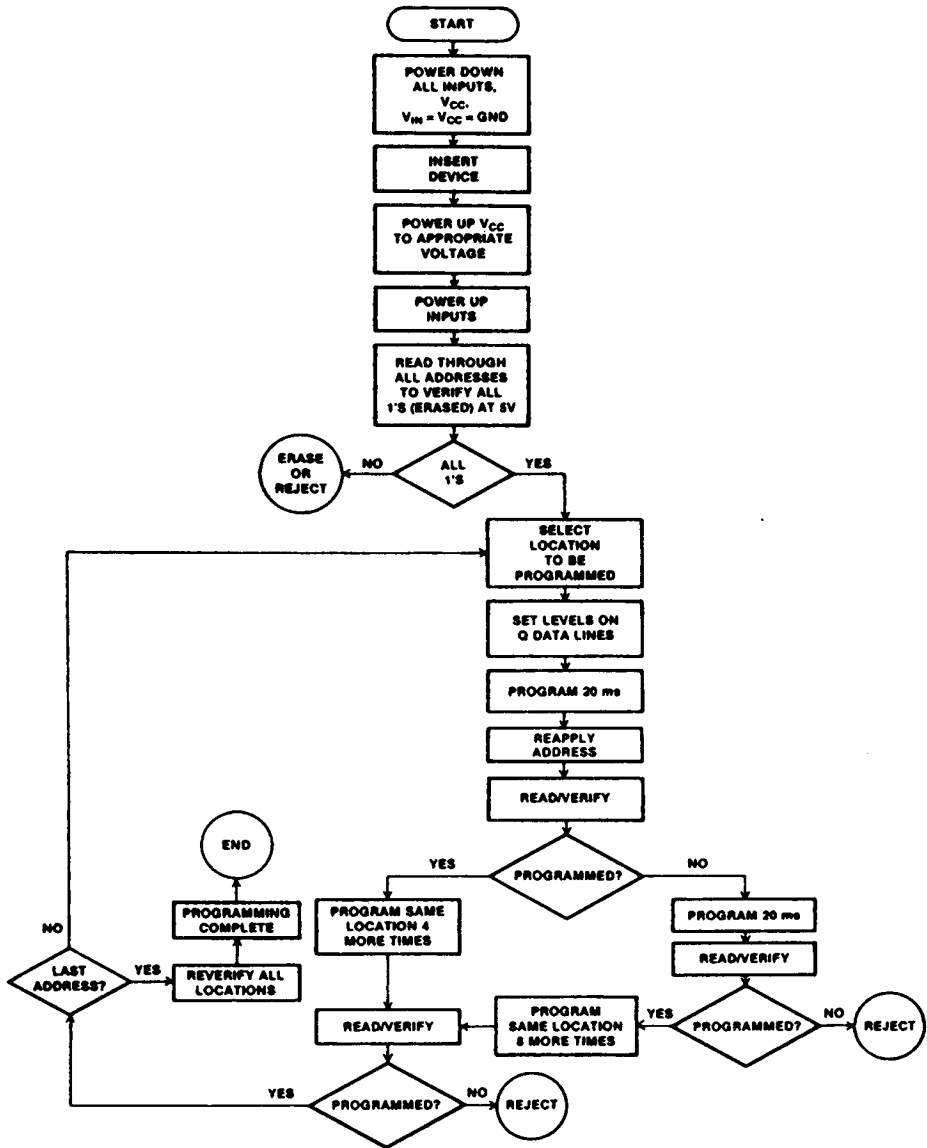 START
POWER DOWN
ALL INPUTS,
VCC,
VIN = VCC = GND
INSERT
DEVICE
POWER UP VCC
TO APPROPRIATE
VOLTAGE
POWER UP
INPUTS
READ THROUGH
ALL ADDRESSES
TO VERIFY ALL
1'S (ERASED) AT 5V
ERASE
OR
REJECT
NO
ALL
1'S
YES
SELECT
LOCATION
TO BE
PROGRAMMED
SET LEVELS ON
Q DATA LINES
PROGRAM 20 ms
REAPPLY
ADDRESS
READ/VERIFY
PROGRAMMED?
YES
NO
PROGRAM SAME
LOCATION 4
MORE TIMES
PROGRAM 20 ms
READ/VERIFY
PROGRAMMED?
NO
REJECT
YES
PROGRAM
SAME LOCATION
8 MORE TIMES
READ/VERIFY
PROGRAMMED?
NO
REJECT
YES
LAST
ADDRESS?
NO
YES
REVERIFY ALL
LOCATIONS
PROGRAMMING
COMPLETE
END